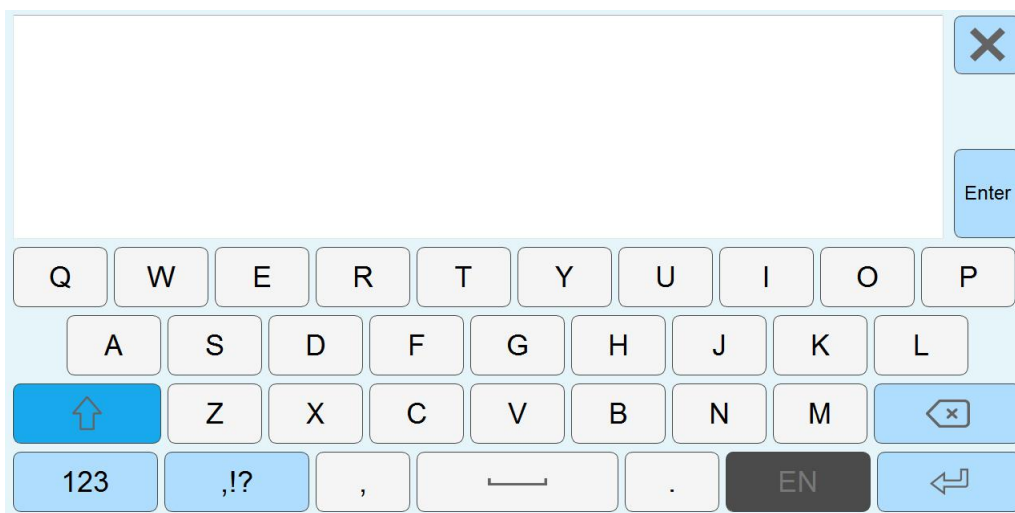 Enter
Q W E R T Y U I O P
A S D F G H J K L
Z X C V B N M
123 ,!? , . EN